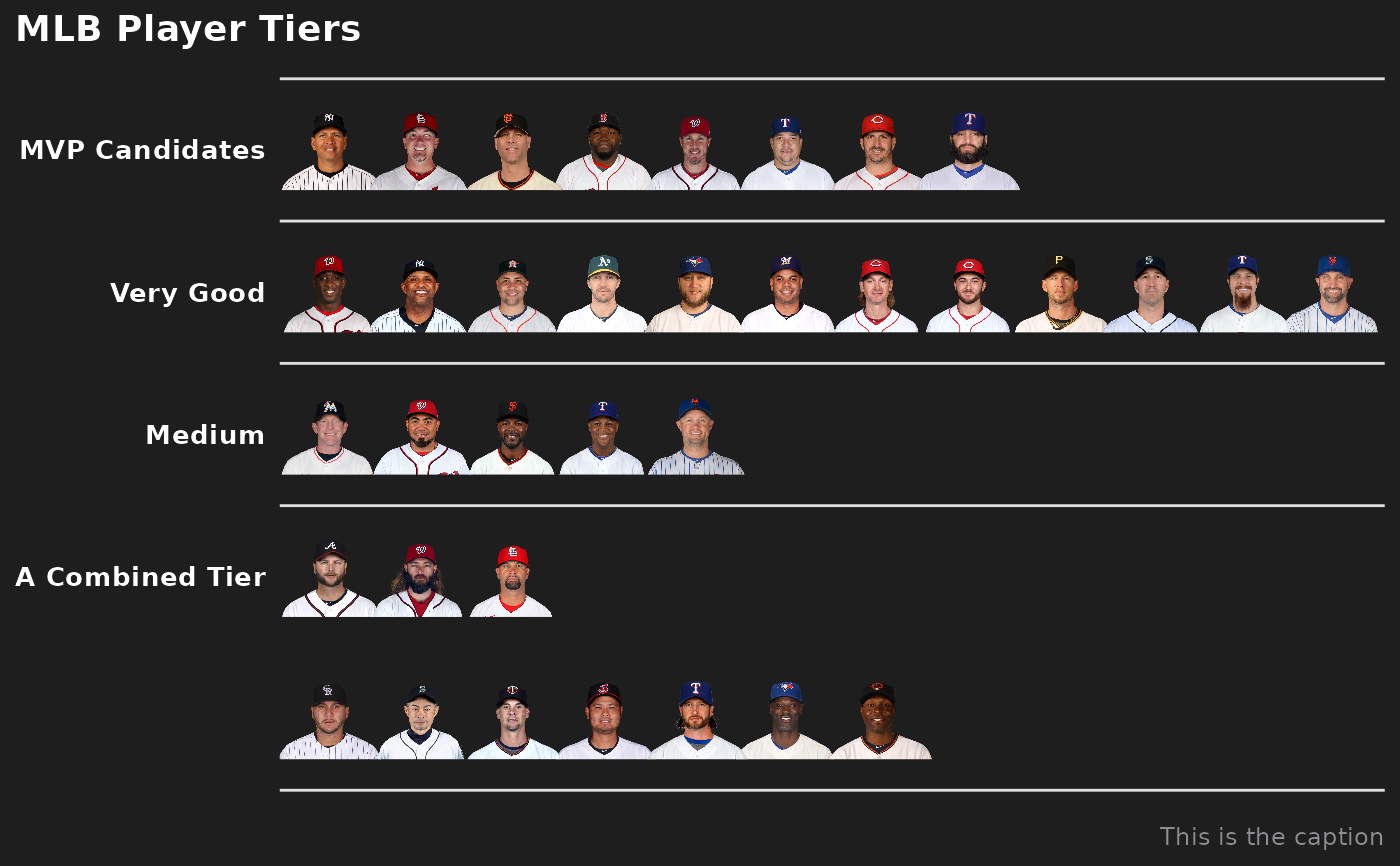 MLB Player Tiers
MVP Candidates
Very Good
Medium
A Combined Tier
This is the caption